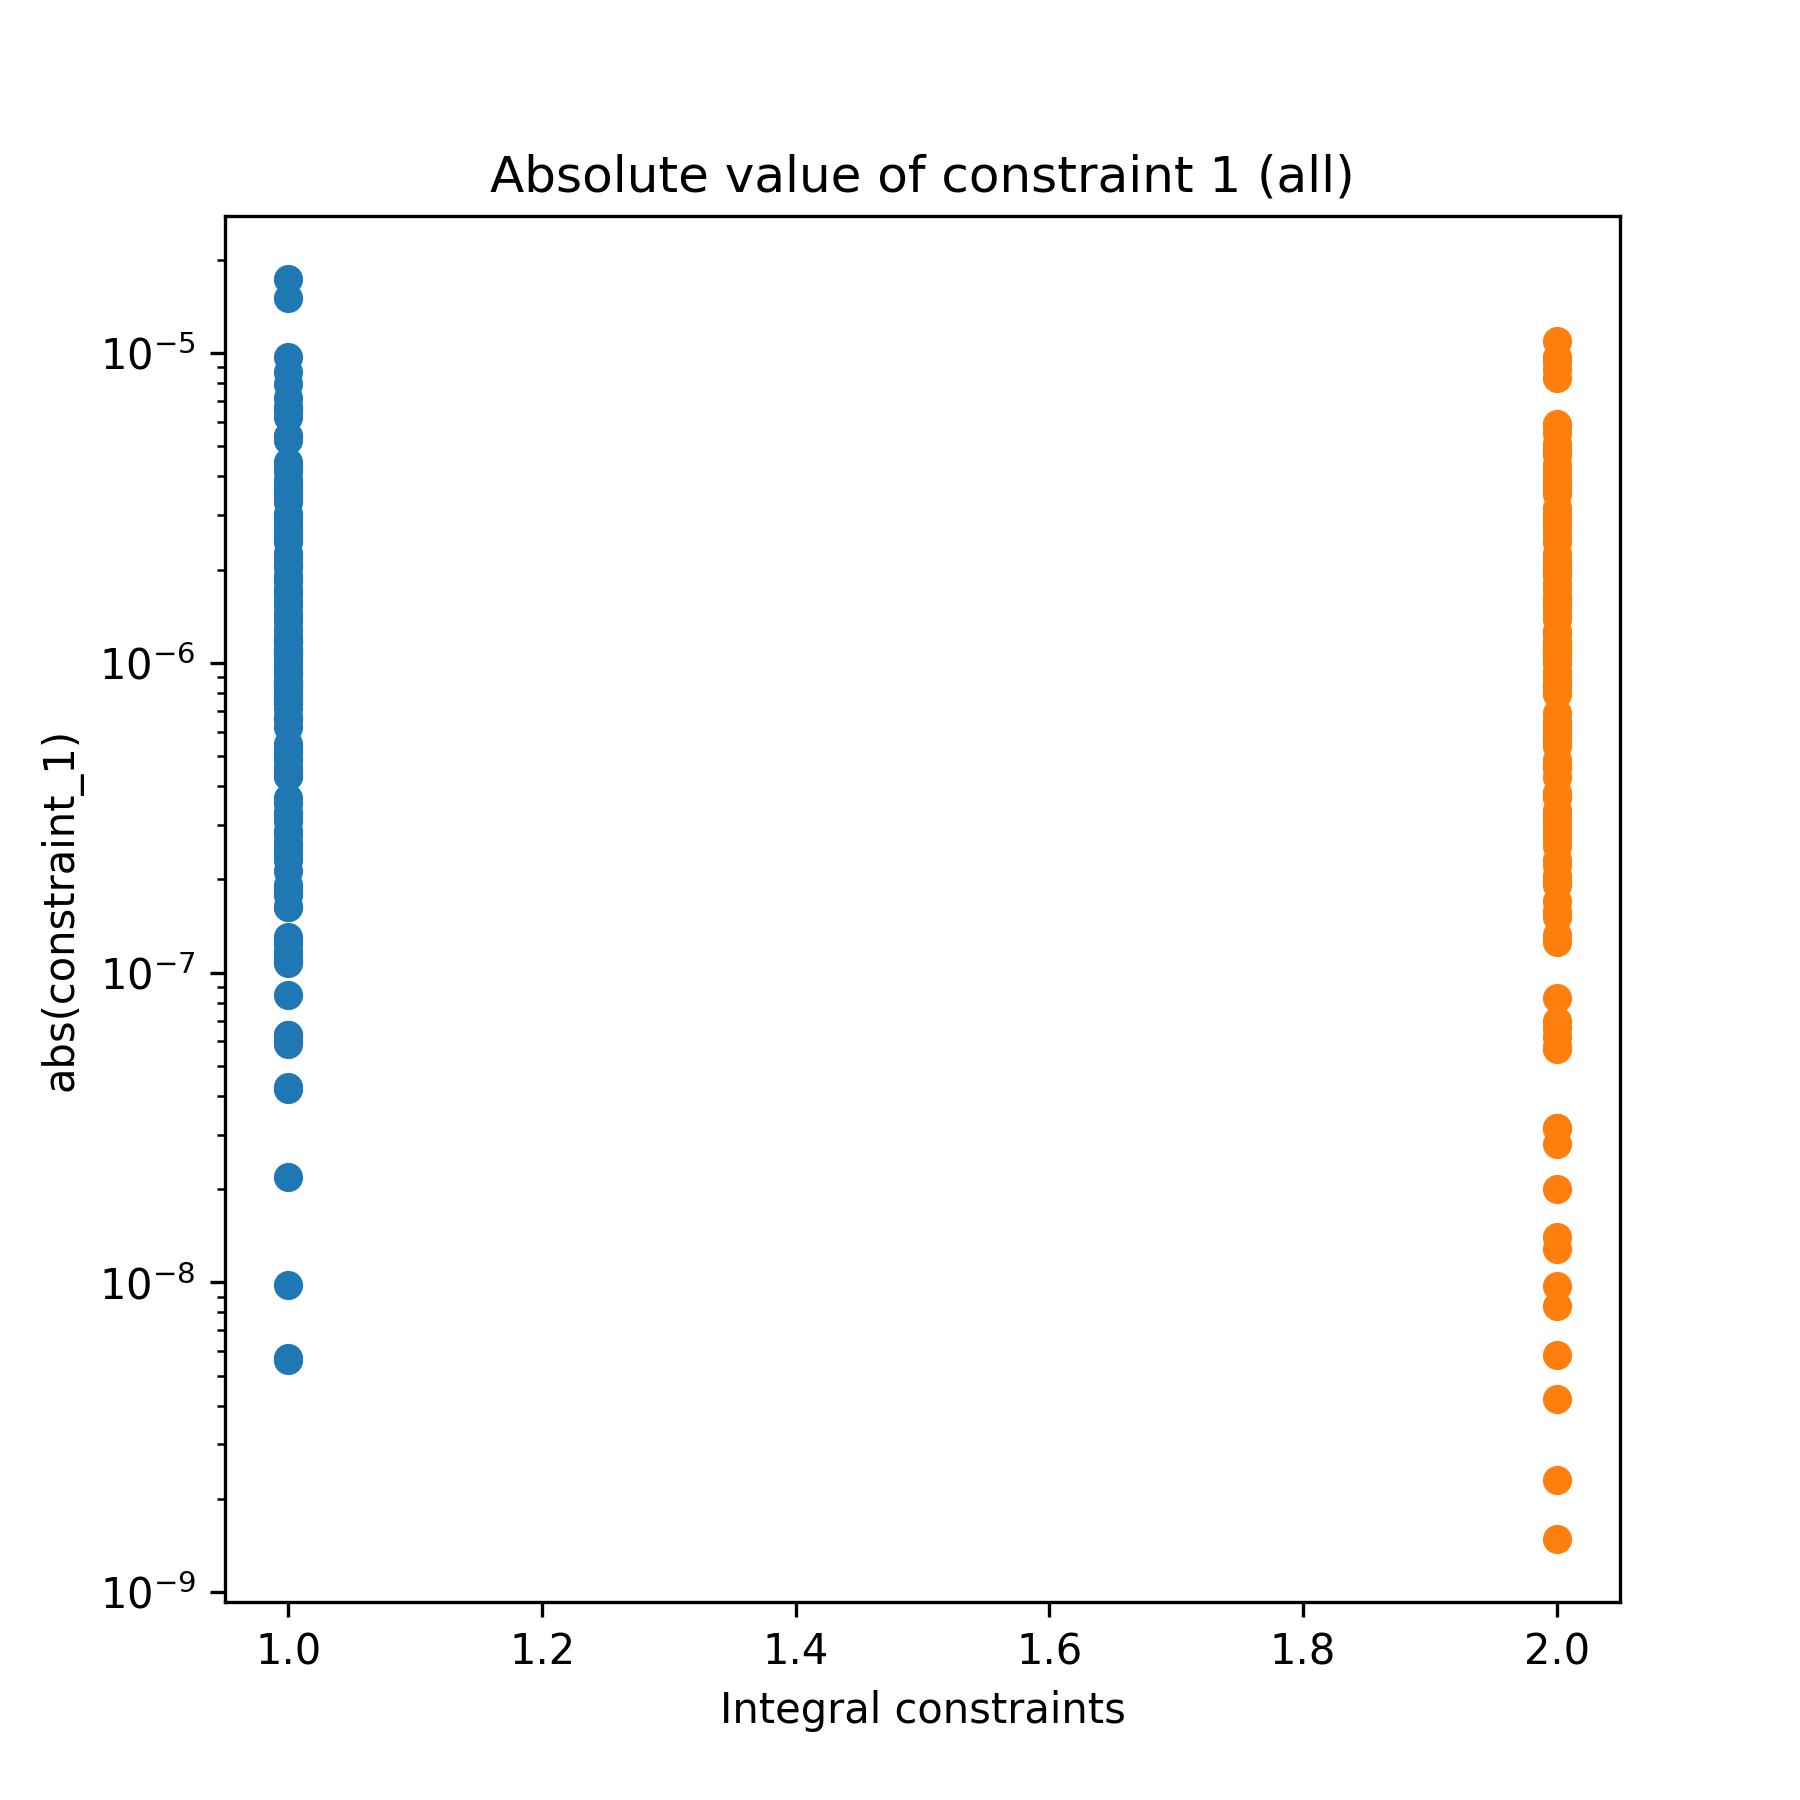 Absolute value of constraint 1 (all)
abs(constraint_1)
10⁻⁵
10⁻⁶
10⁻⁷
10⁻⁸
10⁻⁹
1.0 1.2 1.4 1.6 1.8 2.0
Integral constraints